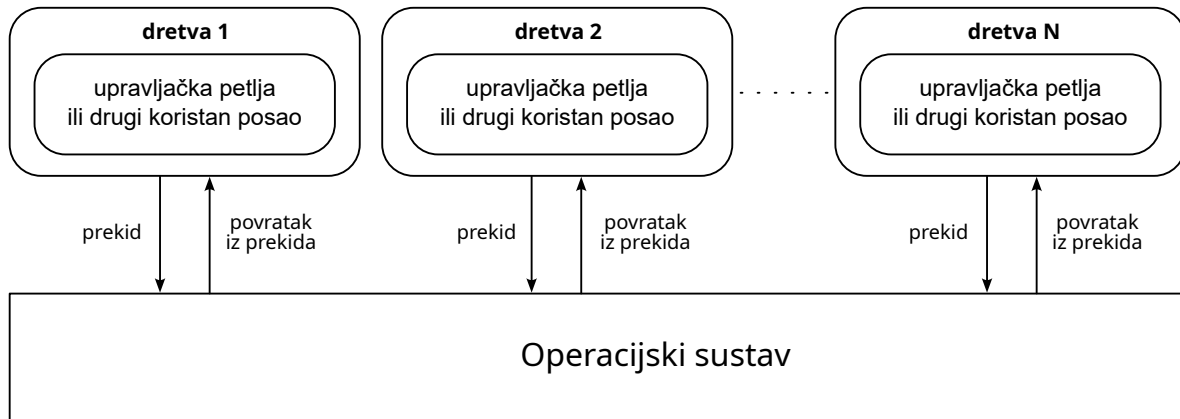 dretva 1
upravljačka petlja
ili drugi koristan posao
dretva 2
upravljačka petlja
ili drugi koristan posao
dretva N
upravljačka petlja
ili drugi koristan posao
prekid
povratak
iz prekida
prekid
povratak
iz prekida
prekid
povratak
iz prekida
Operacijski sustav